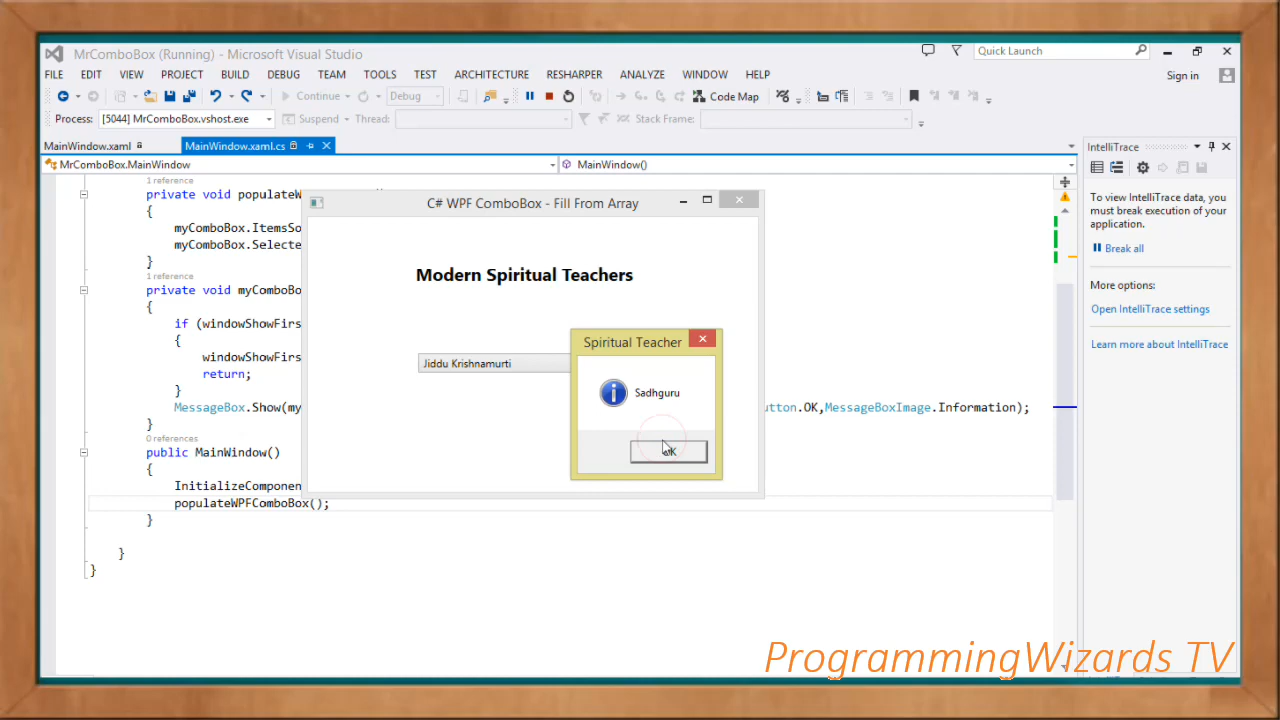 MrComboBox (Running) - Microsoft Visual Studio
Quick Launch
FILE EDIT VIEW PROJECT BUILD DEBUG TEAM TOOLS TEST ARCHITECTURE RESHARPER ANALYZE WINDOW HELP
Sign in
Continue Debug Code Map
Process: [5044] MrComboBox.vshost.exe Suspend Thread: Stack Frame:
MainWindow.xaml MainWindow.xaml.cs
MrComboBox.MainWindow MainWindow()
1 reference
private void populateW
{
myComboBox.ItemsSo
myComboBox.Selecte
}
1 reference
private void myComboBo
{
if (windowShowFirs
{
windowShowFirs
return;
}
MessageBox.Show(my
utton.OK,MessageBoxImage.Information);
}
0 references
public MainWindow()
{
InitializeComponen
populateWPFComboBox();
}
}
}
C# WPF ComboBox - Fill From Array
Modern Spiritual Teachers
Jiddu Krishnamurti
Spiritual Teacher
Sadhguru
IntelliTrace
To view IntelliTrace data, you
must break execution of your
application.
Break all
More options:
Open IntelliTrace settings
Learn more about IntelliTrace
ProgrammingWizards TV